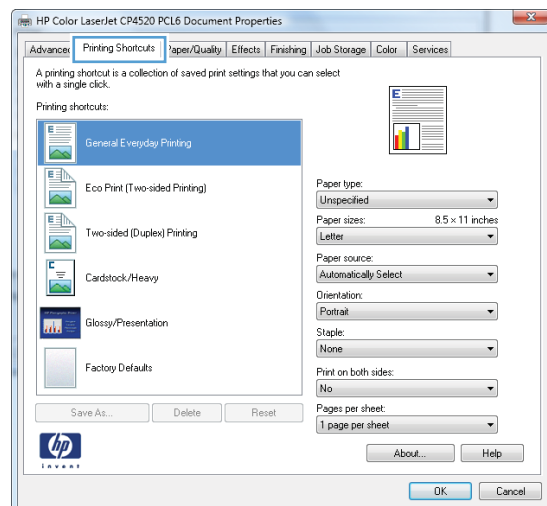 HP Color LaserJet CP4520 PCL6 Document Properties
Advanced Printing Shortcuts Paper/Quality Effects Finishing Job Storage Color Services
A printing shortcut is a collection of saved print settings that you can select
with a single click.
Printing shortcuts:
E
General Everyday Printing
Eco Print (Two-sided Printing)
Two-sided (Duplex) Printing
Cardstock/Heavy
Glossy/Presentation
Factory Defaults
Save As... Delete Reset
hp
invent
E
Paper type:
Unspecified
Paper sizes: 8.5 × 11 inches
Letter
Paper source:
Automatically Select
Orientation:
Portrait
Staple:
None
Print on both sides:
No
Pages per sheet:
1 page per sheet
About... Help
OK Cancel